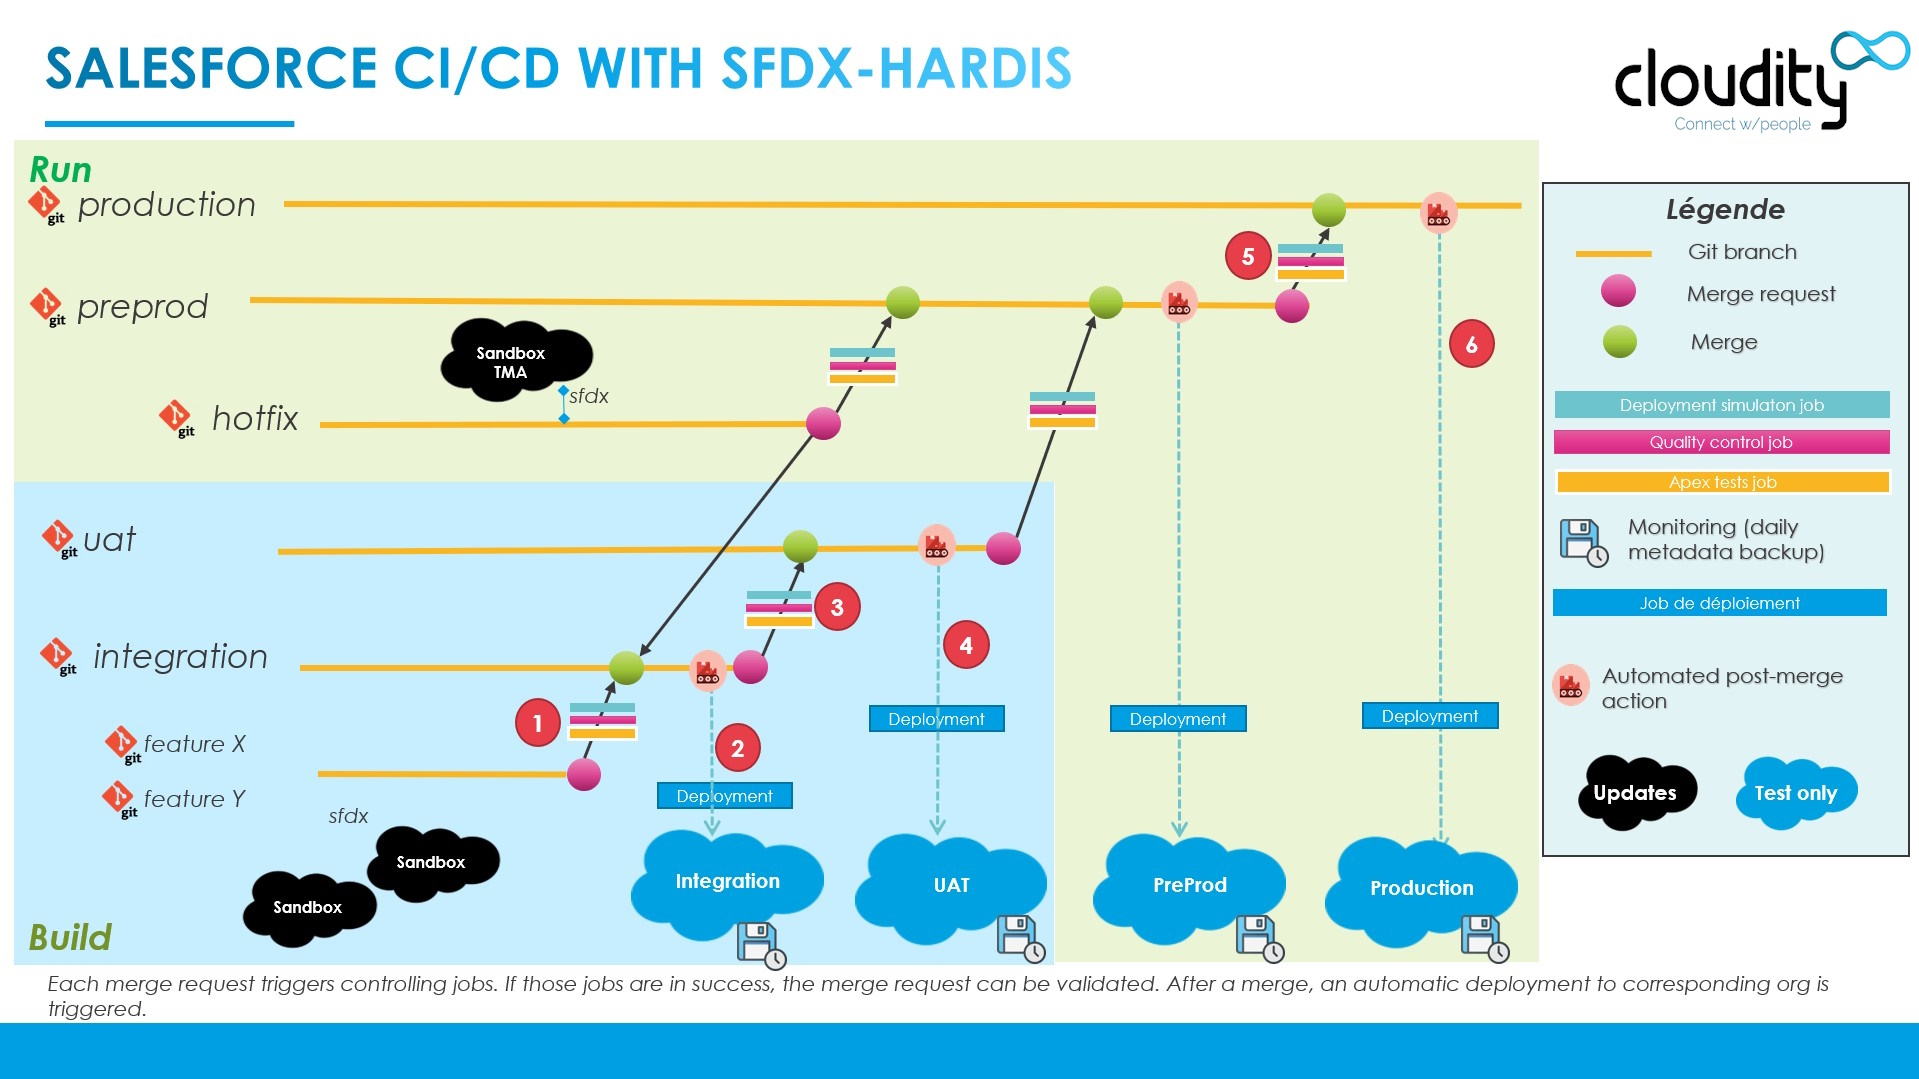 SALESFORCE CI/CD WITH SFDX-HARDIS
cloudity
Connect w/people
Run
git production
git preprod
Sandbox
TMA
sfdx
git hotfix
git uat
git integration
git feature X
git feature Y
sfdx
Sandbox
Sandbox
Build
1
2
3
4
5
6
Deployment
Deployment
Deployment
Deployment
Integration
UAT
PreProd
Production
Légende
Git branch
Merge request
Merge
Deployment simulaton job
Quality control job
Apex tests job
Monitoring (daily
metadata backup)
Job de déploiement
Automated post-merge
action
Updates
Test only
Each merge request triggers controlling jobs. If those jobs are in success, the merge request can be validated. After a merge, an automatic deployment to corresponding org is
triggered.